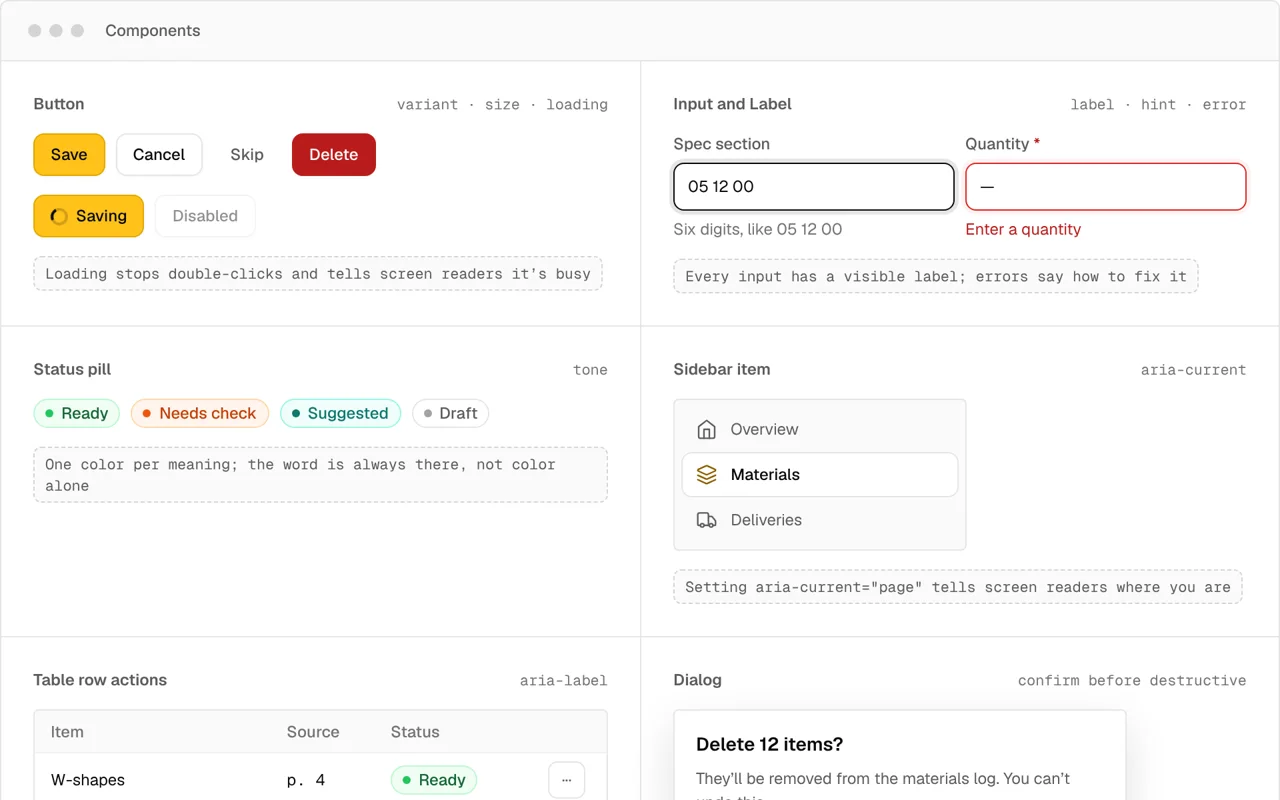 Components
Button
variant · size · loading
Save
Cancel
Skip
Delete
Saving
Disabled
Loading stops double-clicks and tells screen readers it's busy
Input and Label
label · hint · error
Spec section
Quantity *
05 12 00
—
Six digits, like 05 12 00
Enter a quantity
Every input has a visible label; errors say how to fix it
Status pill
tone
Ready
Needs check
Suggested
Draft
One color per meaning; the word is always there, not color
alone
Sidebar item
aria-current
Overview
Materials
Deliveries
Setting aria-current="page" tells screen readers where you are
Table row actions
aria-label
Item
Source
Status
W-shapes
p. 4
Ready
Dialog
confirm before destructive
Delete 12 items?
They’ll be removed from the materials log. You can’t